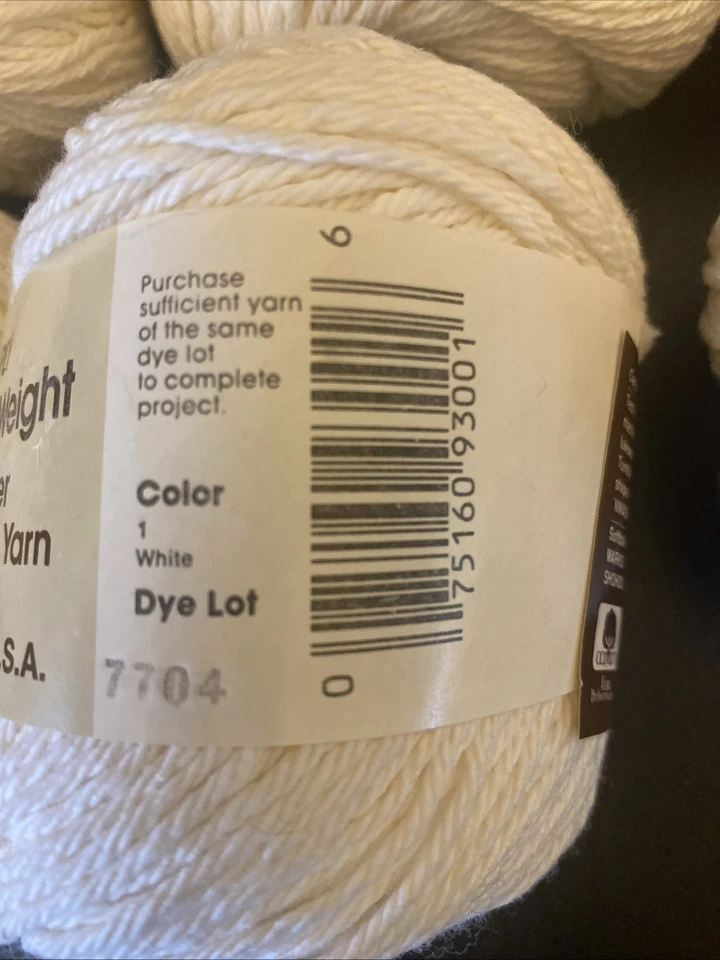 Weight
Yarn
.S.A.
Purchase
sufficient yarn
of the same
dye lot
to complete
project.
Color
1
White
Dye Lot
7704
0 75160 93001 6